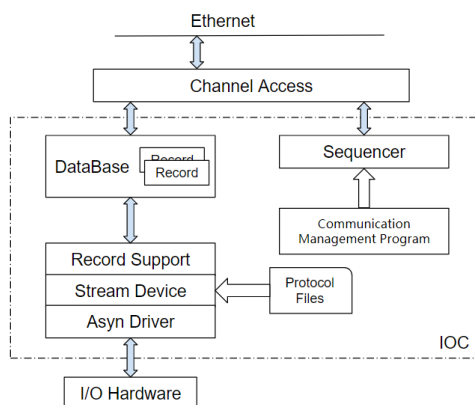 Ethernet
Channel Access
DataBase
Record
Record
Sequencer
Communication
Management Program
Record Support
Stream Device
Asyn Driver
Protocol
Files
IOC
I/O Hardware